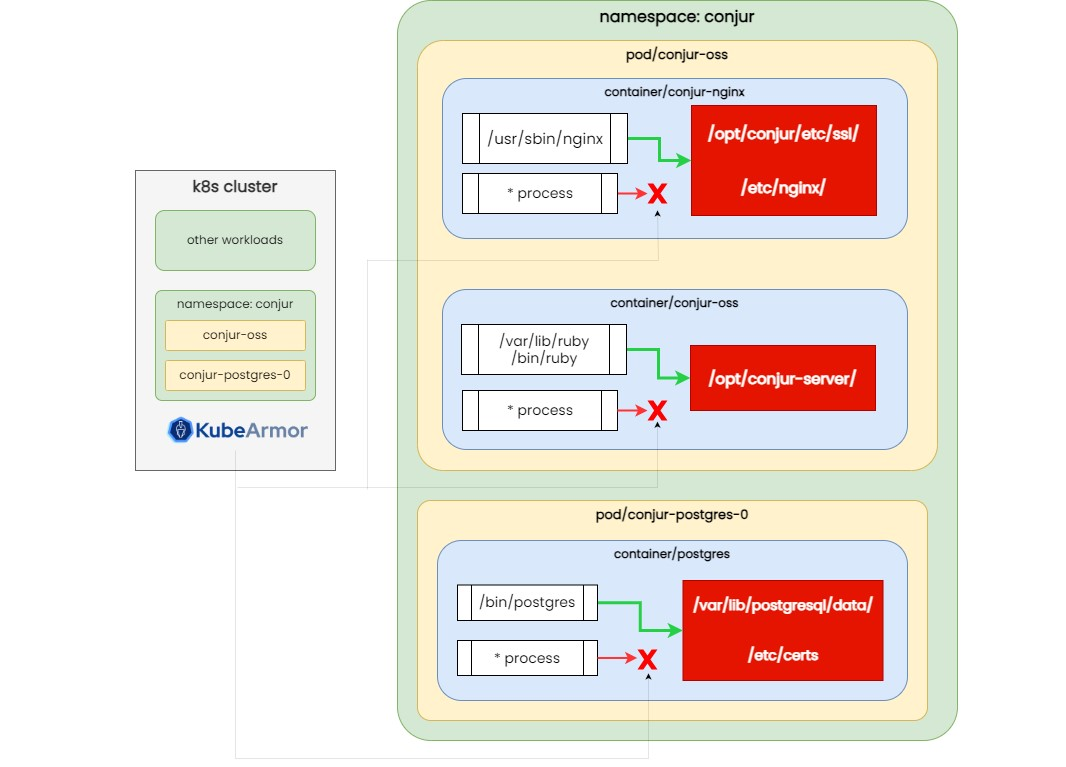 k8s cluster
other workloads
namespace: conjur
conjur-oss
conjur-postgres-0
KubeArmor
namespace: conjur
pod/conjur-oss
container/conjur-nginx
/usr/sbin/nginx
* process
X
/opt/conjur/etc/ssl/
/etc/nginx/
container/conjur-oss
/var/lib/ruby
/bin/ruby
* process
X
/opt/conjur-server/
pod/conjur-postgres-0
container/postgres
/bin/postgres
* process
X
/var/lib/postgresql/data/
/etc/certs